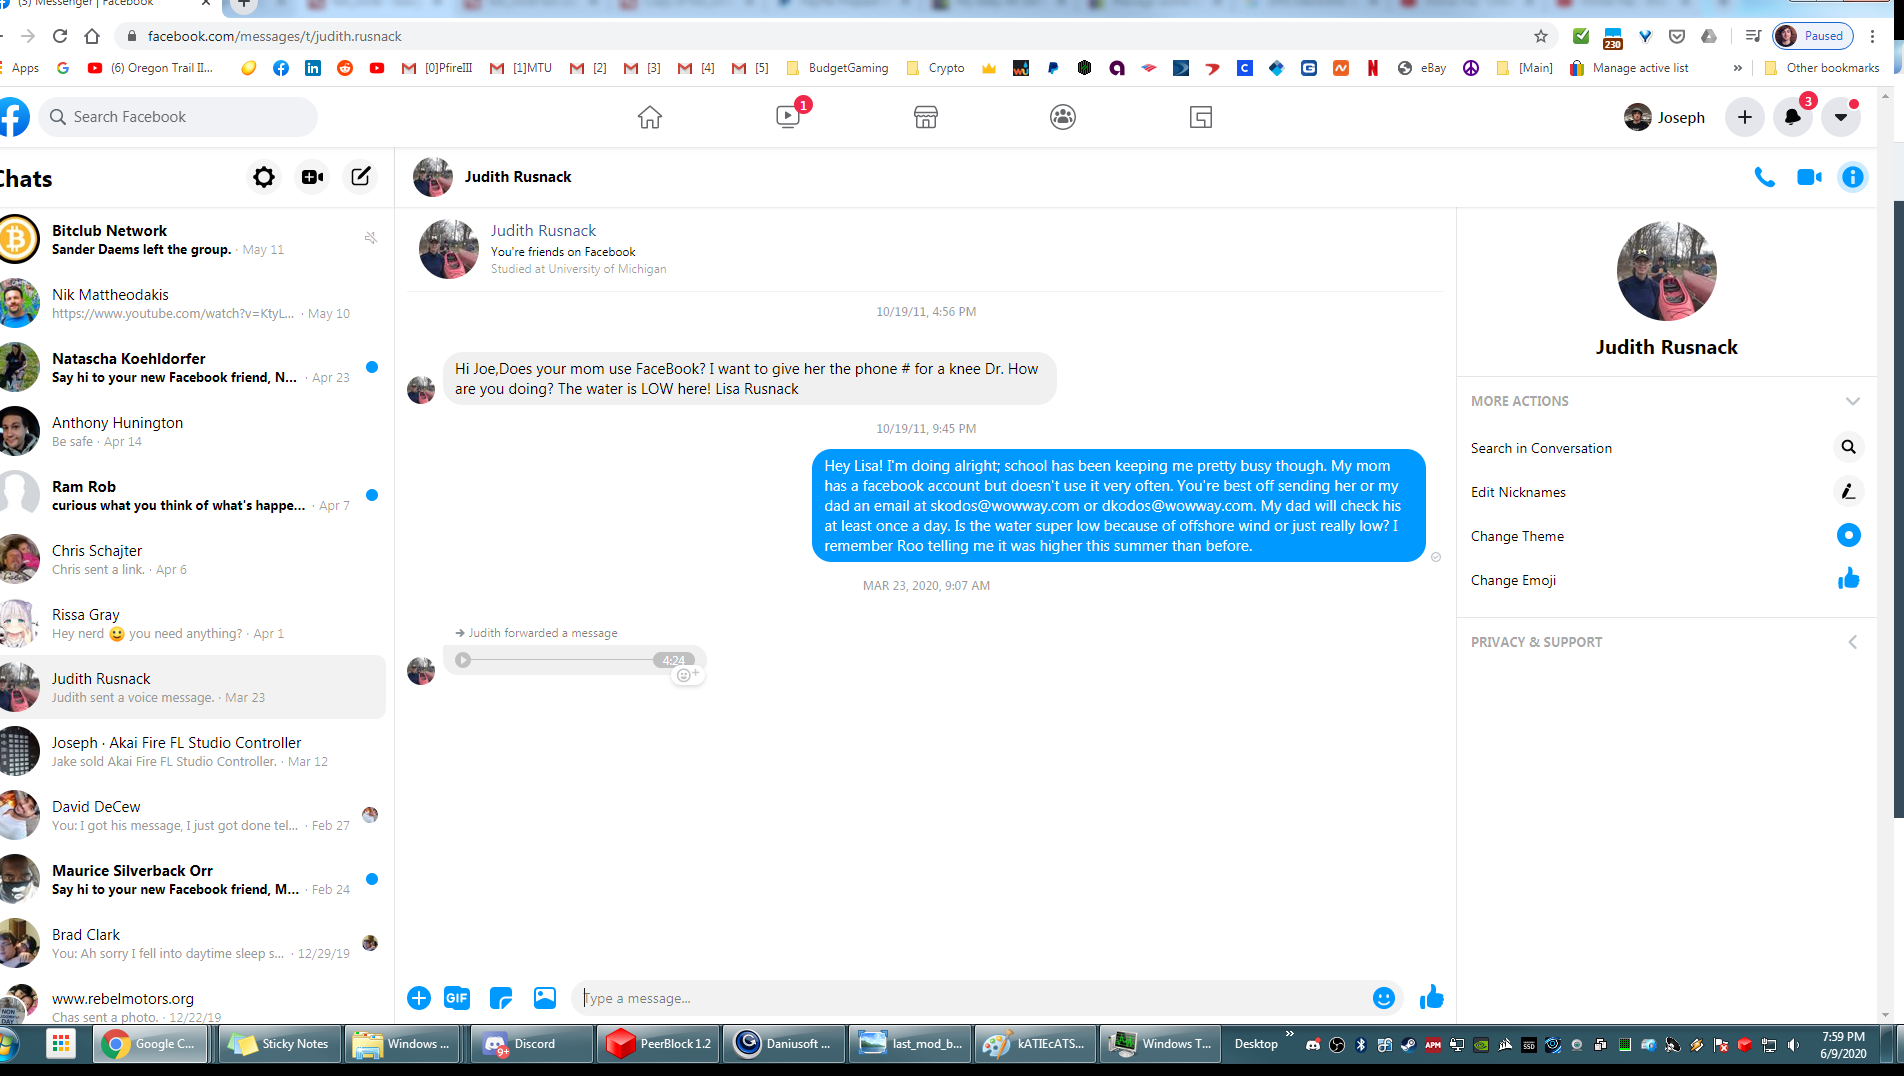 (3) Messenger | Facebook
facebook.com/messages/t/judith.rusnack
230
Paused
Apps
(6) Oregon Trail II...
[0]PfireIII
[1]MTU
[2]
[3]
[4]
[5]
BudgetGaming
Crypto
eBay
[Main]
Manage active list
»
Other bookmarks
Search Facebook
1
Joseph
3
Chats
Judith Rusnack
Bitclub Network
Sander Daems left the group. · May 11
Nik Mattheodakis
https://www.youtube.com/watch?v=KtyL... · May 10
Natascha Koehldorfer
Say hi to your new Facebook friend, N... · Apr 23
Anthony Hunington
Be safe · Apr 14
Ram Rob
curious what you think of what's happe... · Apr 7
Chris Schajter
Chris sent a link. · Apr 6
Rissa Gray
Hey nerd 😀 you need anything? · Apr 1
Judith Rusnack
Judith sent a voice message. · Mar 23
Joseph · Akai Fire FL Studio Controller
Jake sold Akai Fire FL Studio Controller. · Mar 12
David DeCew
You: I got his message, I just got done tel... · Feb 27
Maurice Silverback Orr
Say hi to your new Facebook friend, M... · Feb 24
Brad Clark
You: Ah sorry I fell into daytime sleep s... · 12/29/19
www.rebelmotors.org
Chas sent a photo. · 12/22/19
Judith Rusnack
You're friends on Facebook
Studied at University of Michigan
10/19/11, 4:56 PM
Hi Joe,Does your mom use FaceBook? I want to give her the phone # for a knee Dr. How
are you doing? The water is LOW here! Lisa Rusnack
10/19/11, 9:45 PM
Hey Lisa! I'm doing alright; school has been keeping me pretty busy though. My mom
has a facebook account but doesn't use it very often. You're best off sending her or my
dad an email at skodos@wowway.com or dkodos@wowway.com. My dad will check his
at least once a day. Is the water super low because of offshore wind or just really low? I
remember Roo telling me it was higher this summer than before.
MAR 23, 2020, 9:07 AM
Judith forwarded a message
4:24
GIF
Type a message...
Judith Rusnack
MORE ACTIONS
Search in Conversation
Edit Nicknames
Change Theme
Change Emoji
PRIVACY & SUPPORT
Google C...
Sticky Notes
Windows ...
9+
Discord
PeerBlock 1.2
Daniusoft ...
last_mod_b...
kATIEcATS...
Windows T...
Desktop
»
APM
SSD
7:59 PM
6/9/2020